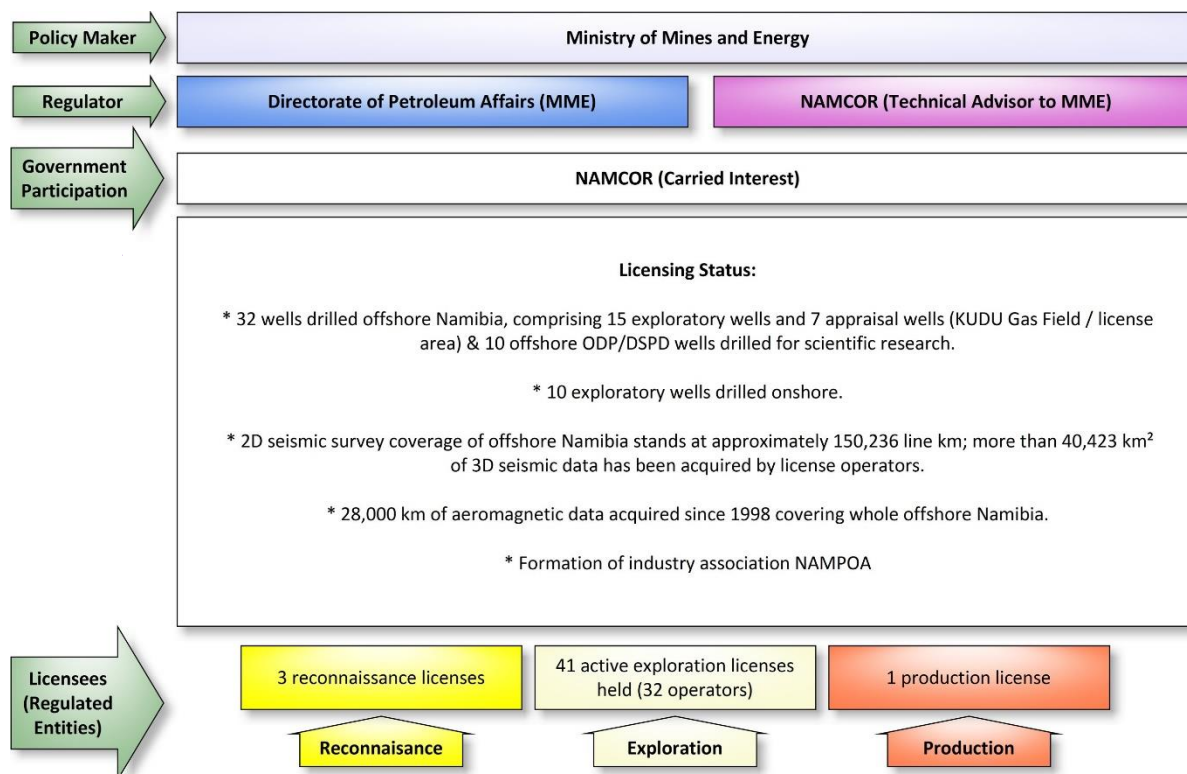 Policy Maker
Ministry of Mines and Energy
Regulator
Directorate of Petroleum Affairs (MME)
NAMCOR (Technical Advisor to MME)
Government
Participation
NAMCOR (Carried Interest)
Licensing Status:
* 32 wells drilled offshore Namibia, comprising 15 exploratory wells and 7 appraisal wells (KUDU Gas Field / license
area) & 10 offshore ODP/DSPD wells drilled for scientific research.
* 10 exploratory wells drilled onshore.
* 2D seismic survey coverage of offshore Namibia stands at approximately 150,236 line km; more than 40,423 km²
of 3D seismic data has been acquired by license operators.
* 28,000 km of aeromagnetic data acquired since 1998 covering whole offshore Namibia.
* Formation of industry association NAMPOA
Licensees
(Regulated
Entities)
3 reconnaissance licenses
41 active exploration licenses
held (32 operators)
1 production license
Reconnaisance
Exploration
Production